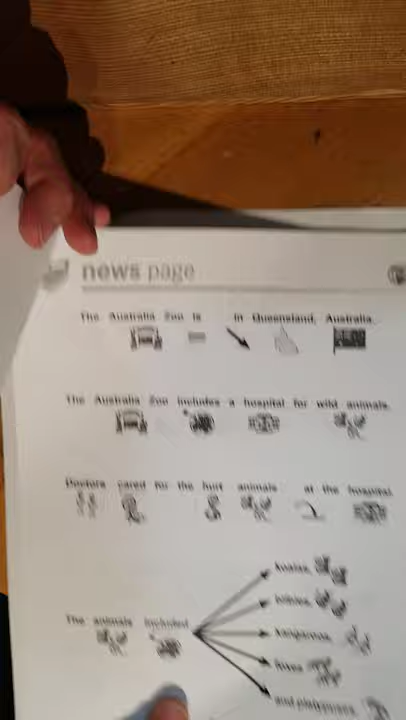 news page
The Australia Zoo is in Queensland, Australia.
The Australia Zoo includes a hospital for wild animals.
Doctors cared for the hurt animals at the hospital
The animals included
koalas,
kangaroos,
foxes
and platypuses.